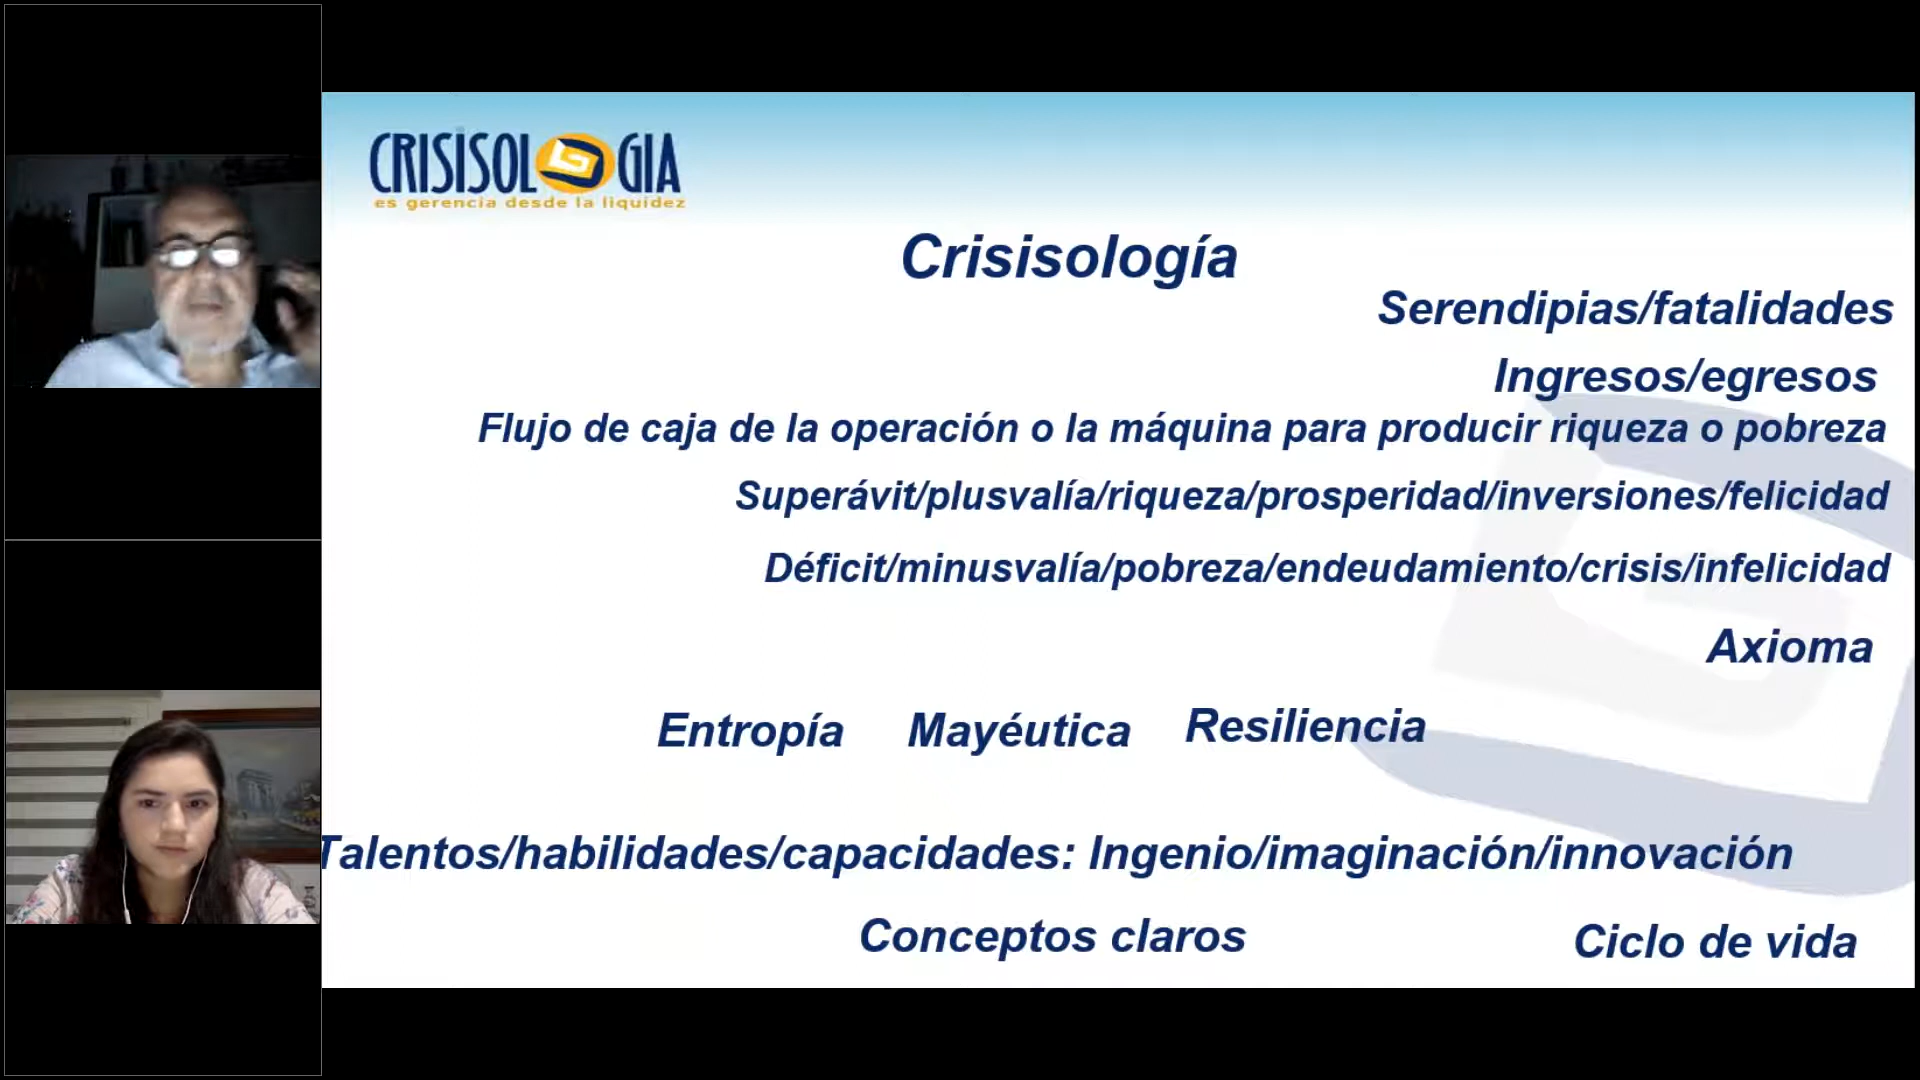 CRISISOLOGIA
es gerencia desde la liquidez
Crisisología
Serendipias/fatalidades
Ingresos/egresos
Flujo de caja de la operación o la máquina para producir riqueza o pobreza
Superávit/plusvalía/riqueza/prosperidad/inversiones/felicidad
Déficit/minusvalía/pobreza/endeudamiento/crisis/infelicidad
Axioma
Entropía Mayéutica Resiliencia
Talentos/habilidades/capacidades: Ingenio/imaginación/innovación
Conceptos claros Ciclo de vida